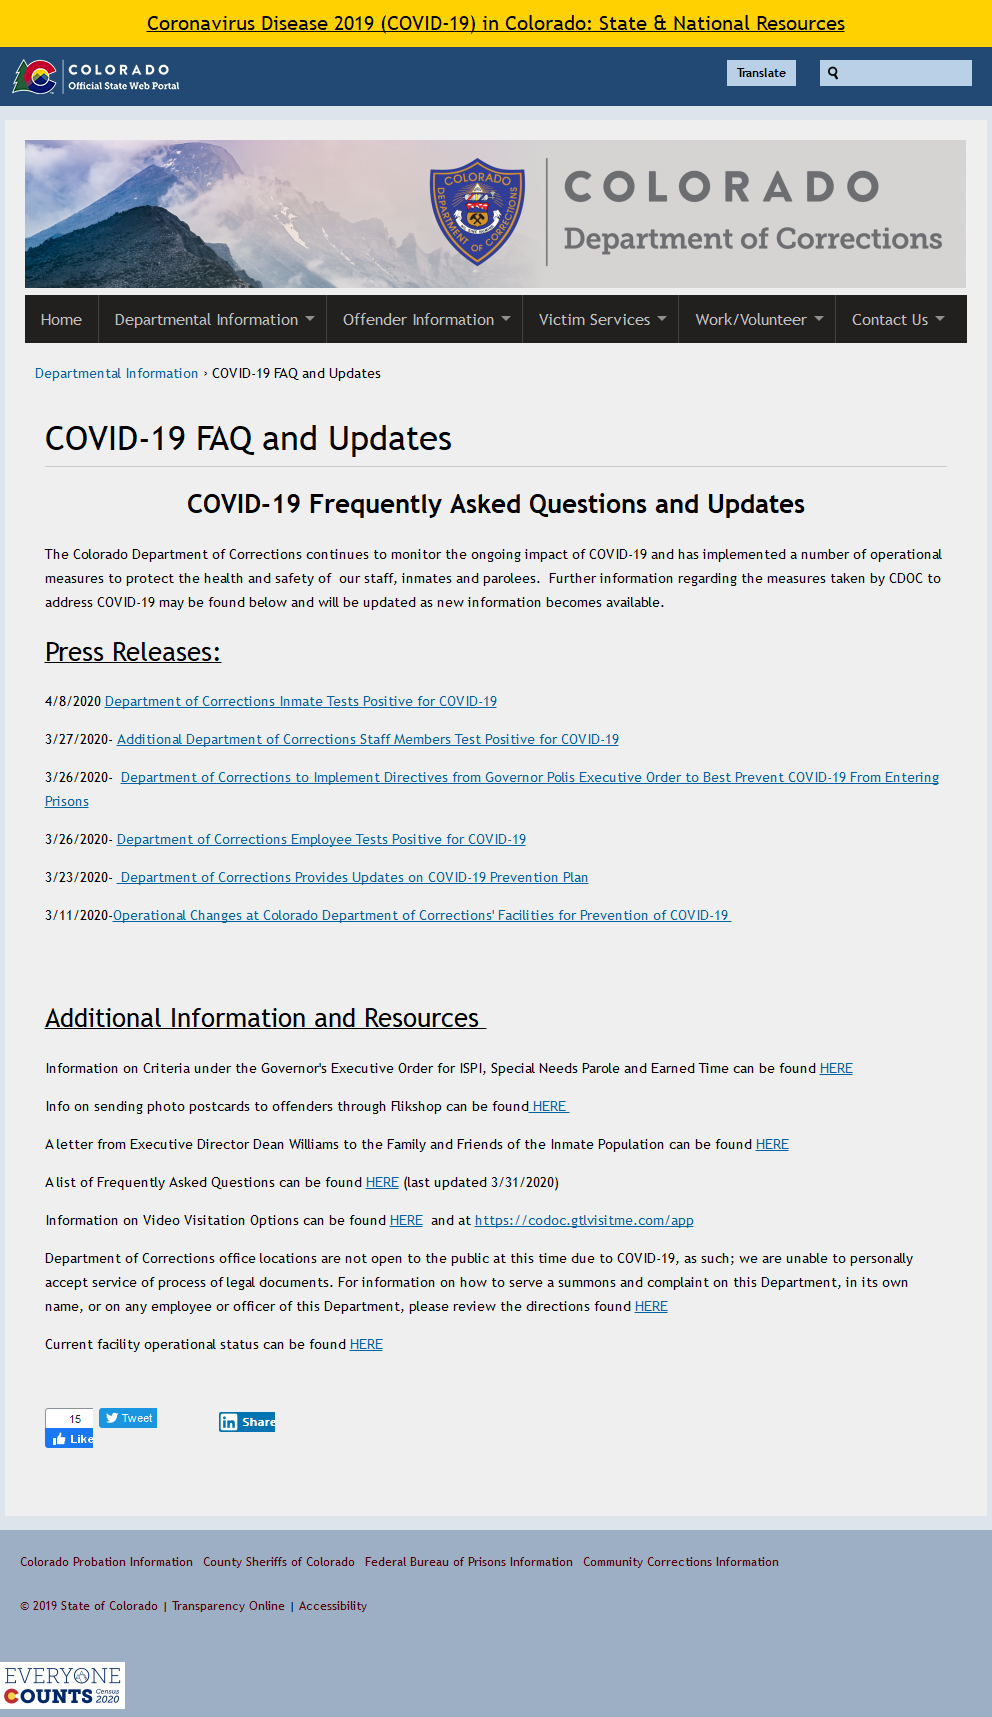 Coronavirus Disease 2019 (COVID-19) in Colorado: State & National Resources
COLORADO
Official State Web Portal
Translate
COLORADO
DEPARTMENT OF CORRECTIONS
COLORADO
Department of Corrections
Home Departmental Information Offender Information Victim Services Work/Volunteer Contact Us
Departmental Information › COVID-19 FAQ and Updates
COVID-19 FAQ and Updates
COVID-19 Frequently Asked Questions and Updates
The Colorado Department of Corrections continues to monitor the ongoing impact of COVID-19 and has implemented a number of operational
measures to protect the health and safety of  our staff, inmates and parolees.  Further information regarding the measures taken by CDOC to
address COVID-19 may be found below and will be updated as new information becomes available.
Press Releases:
4/8/2020 Department of Corrections Inmate Tests Positive for COVID-19
3/27/2020- Additional Department of Corrections Staff Members Test Positive for COVID-19
3/26/2020-  Department of Corrections to Implement Directives from Governor Polis Executive Order to Best Prevent COVID-19 From Entering
Prisons
3/26/2020- Department of Corrections Employee Tests Positive for COVID-19
3/23/2020-  Department of Corrections Provides Updates on COVID-19 Prevention Plan
3/11/2020-Operational Changes at Colorado Department of Corrections' Facilities for Prevention of COVID-19
Additional Information and Resources
Information on Criteria under the Governor's Executive Order for ISPI, Special Needs Parole and Earned Time can be found HERE
Info on sending photo postcards to offenders through Flikshop can be found HERE
A letter from Executive Director Dean Williams to the Family and Friends of the Inmate Population can be found HERE
A list of Frequently Asked Questions can be found HERE (last updated 3/31/2020)
Information on Video Visitation Options can be found HERE  and at https://codoc.gtlvisitme.com/app
Department of Corrections office locations are not open to the public at this time due to COVID-19, as such; we are unable to personally
accept service of process of legal documents. For information on how to serve a summons and complaint on this Department, in its own
name, or on any employee or officer of this Department, please review the directions found HERE
Current facility operational status can be found HERE
15
Like
Tweet
Share
Colorado Probation Information County Sheriffs of Colorado Federal Bureau of Prisons Information Community Corrections Information
© 2019 State of Colorado | Transparency Online | Accessibility
EVERYONE
COUNTS Census 2020